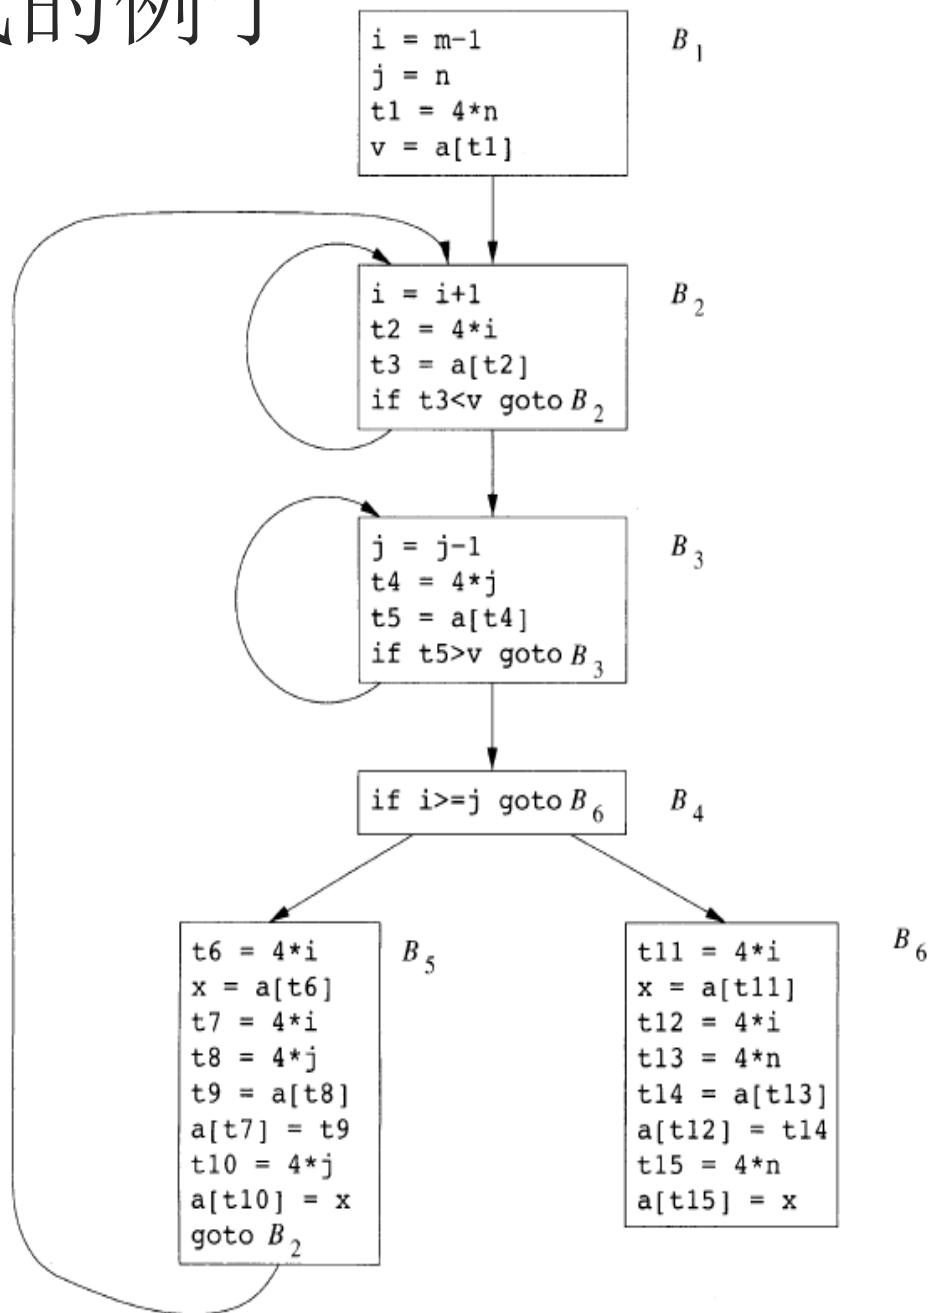 的例子
i = m-1
j = n
t1 = 4*n
v = a[t1]
B1
i = i+1
t2 = 4*i
t3 = a[t2]
if t3<v goto B2
B2
j = j-1
t4 = 4*j
t5 = a[t4]
if t5>v goto B3
B3
if i>=j goto B6
B4
t6 = 4*i
x = a[t6]
t7 = 4*i
t8 = 4*j
t9 = a[t8]
a[t7] = t9
t10 = 4*j
a[t10] = x
goto B2
B5
t11 = 4*i
x = a[t11]
t12 = 4*i
t13 = 4*n
t14 = a[t13]
a[t12] = t14
t15 = 4*n
a[t15] = x
B6